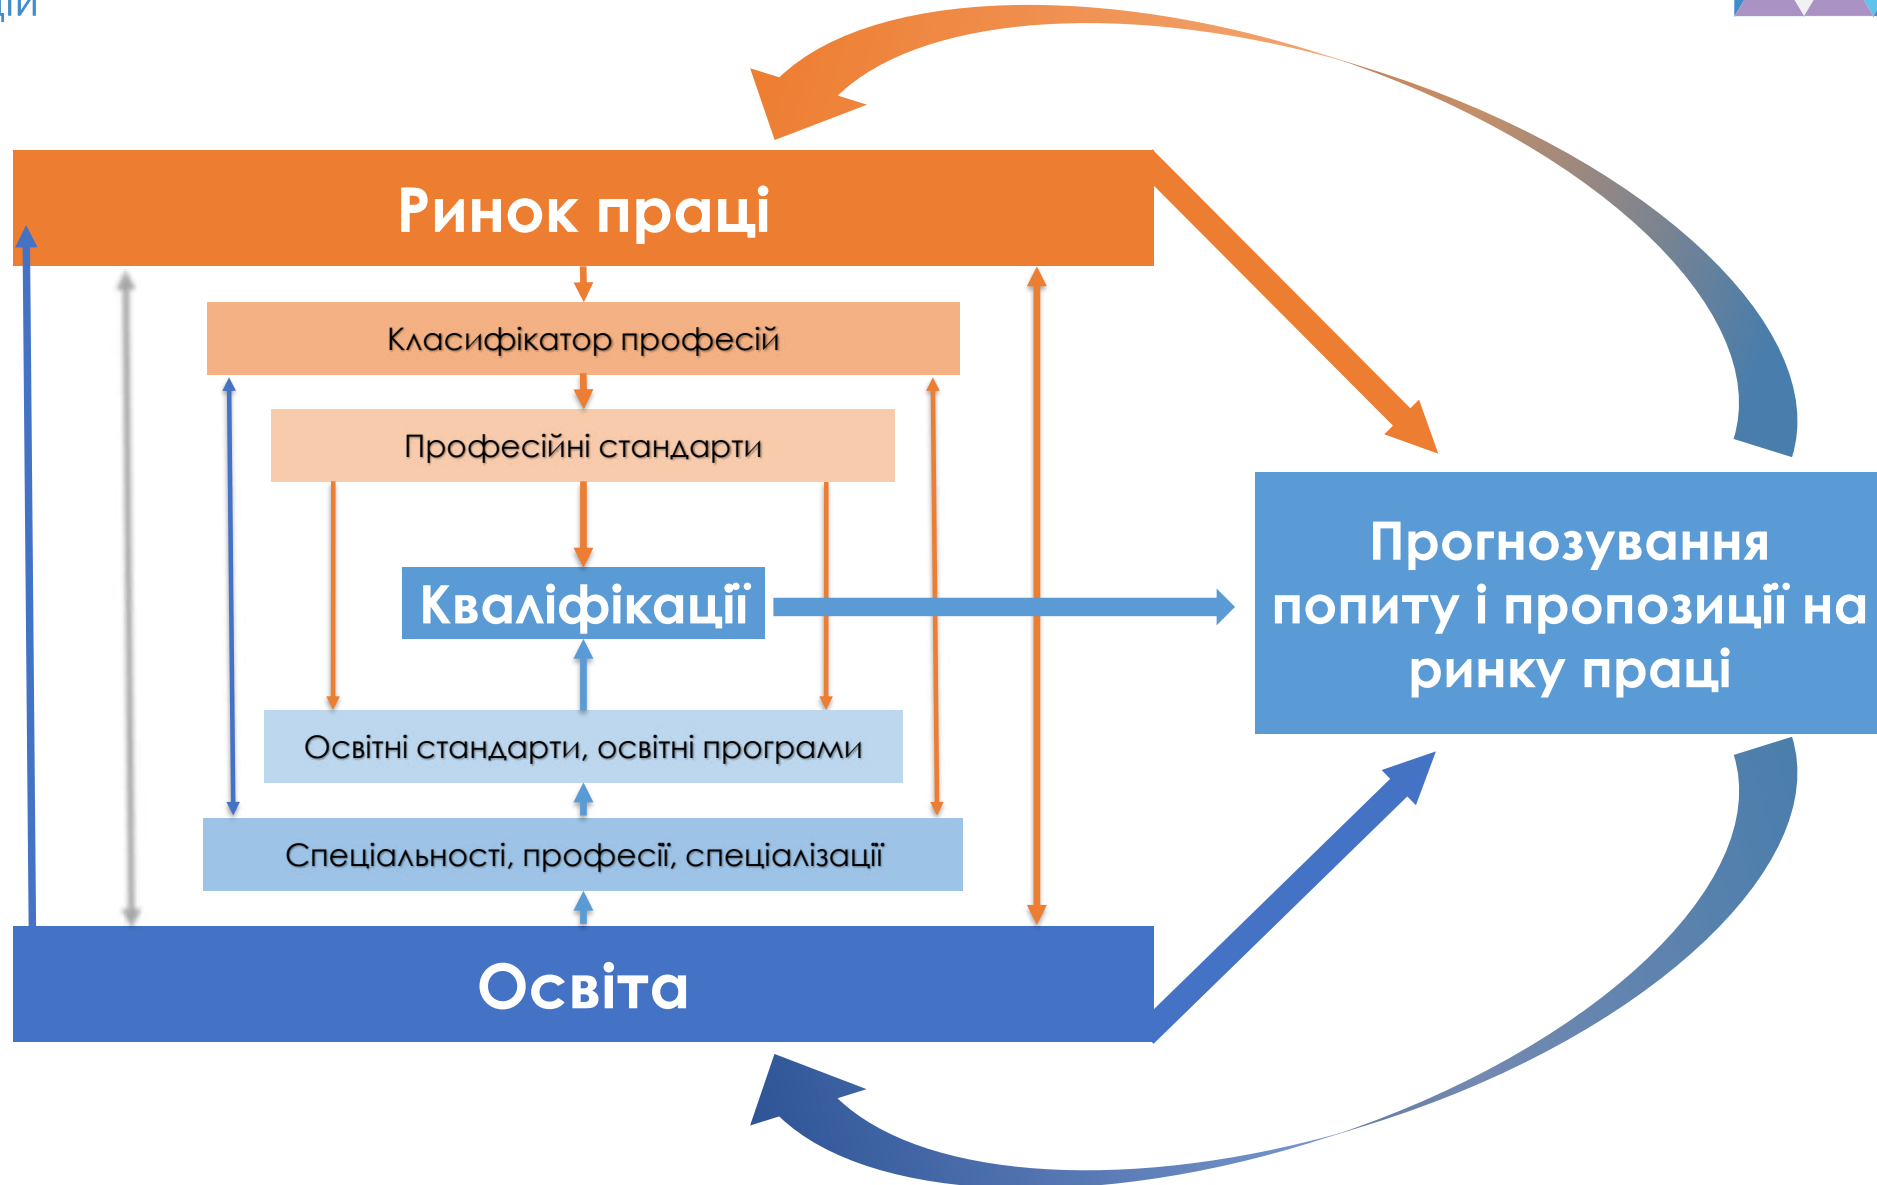 Ринок праці
Класифікатор професій
Професійні стандарти
Кваліфікації
Прогнозування
попиту і пропозиції на
ринку праці
Освітні стандарти, освітні програми
Спеціальності, професії, спеціалізації
Освіта